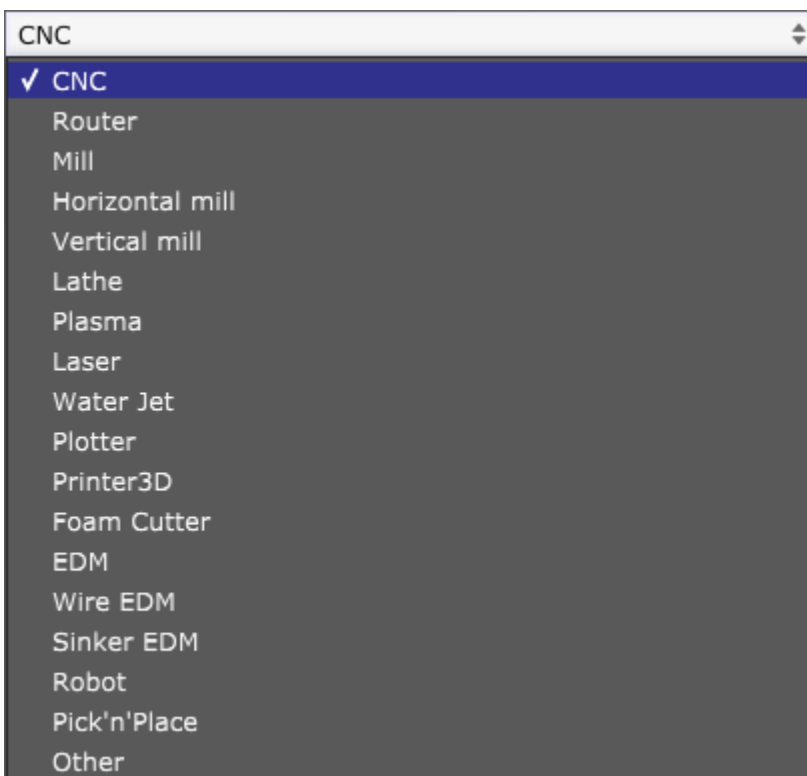 CNC
✓ CNC
Router
Mill
Horizontal mill
Vertical mill
Lathe
Plasma
Laser
Water Jet
Plotter
Printer3D
Foam Cutter
EDM
Wire EDM
Sinker EDM
Robot
Pick'n'Place
Other